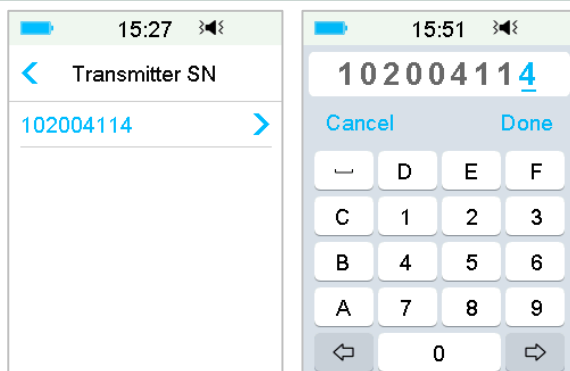 15:27
Transmitter SN
102004114
15:51
102004114
Cancel Done
D E F
C 1 2 3
B 4 5 6
A 7 8 9
0